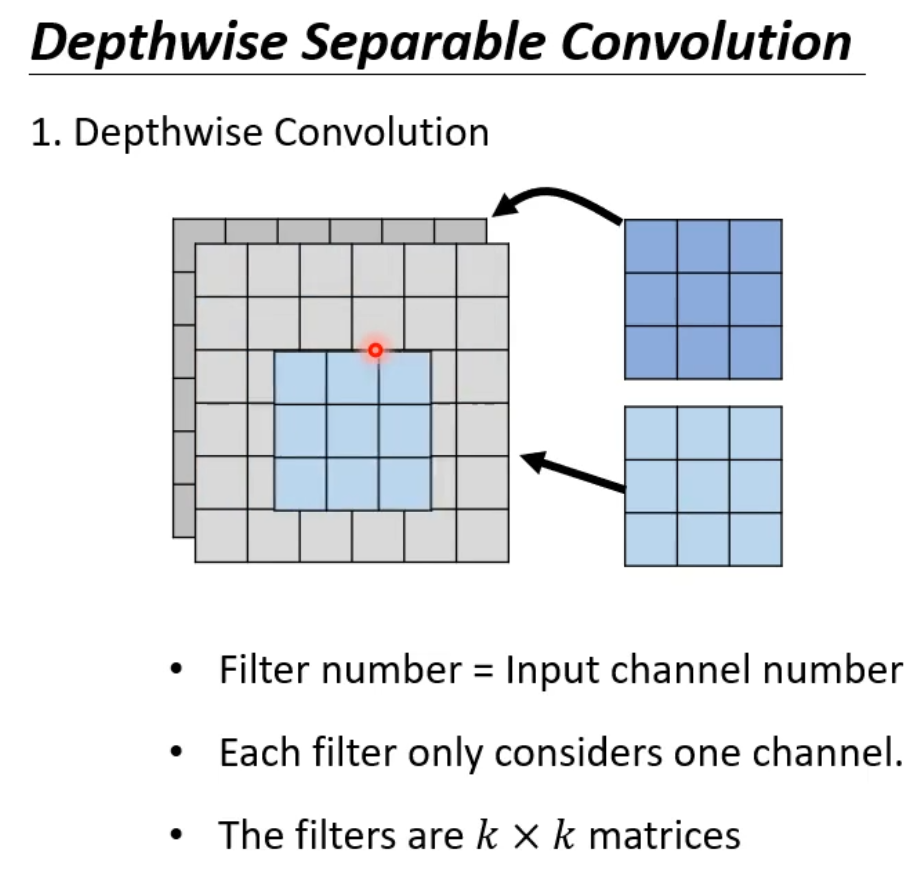 Depthwise Separable Convolution
1. Depthwise Convolution
• Filter number = Input channel number
• Each filter only considers one channel.
• The filters are k × k matrices